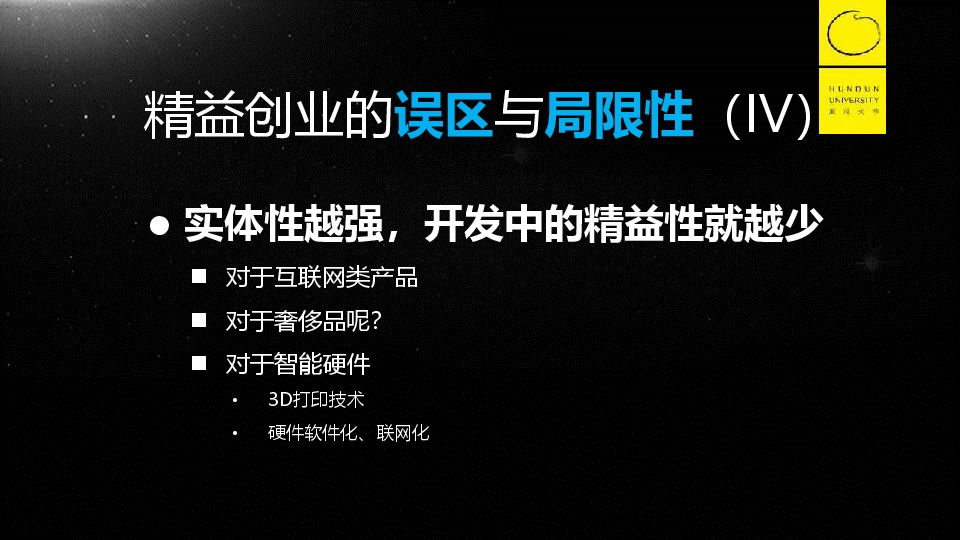 HUNDUN
UNIVERSITY
混沌大学
精益创业的误区与局限性（IV）
● 实体性越强，开发中的精益性就越少
■ 对于互联网类产品
■ 对于奢侈品呢？
■ 对于智能硬件
• 3D打印技术
• 硬件软件化、联网化